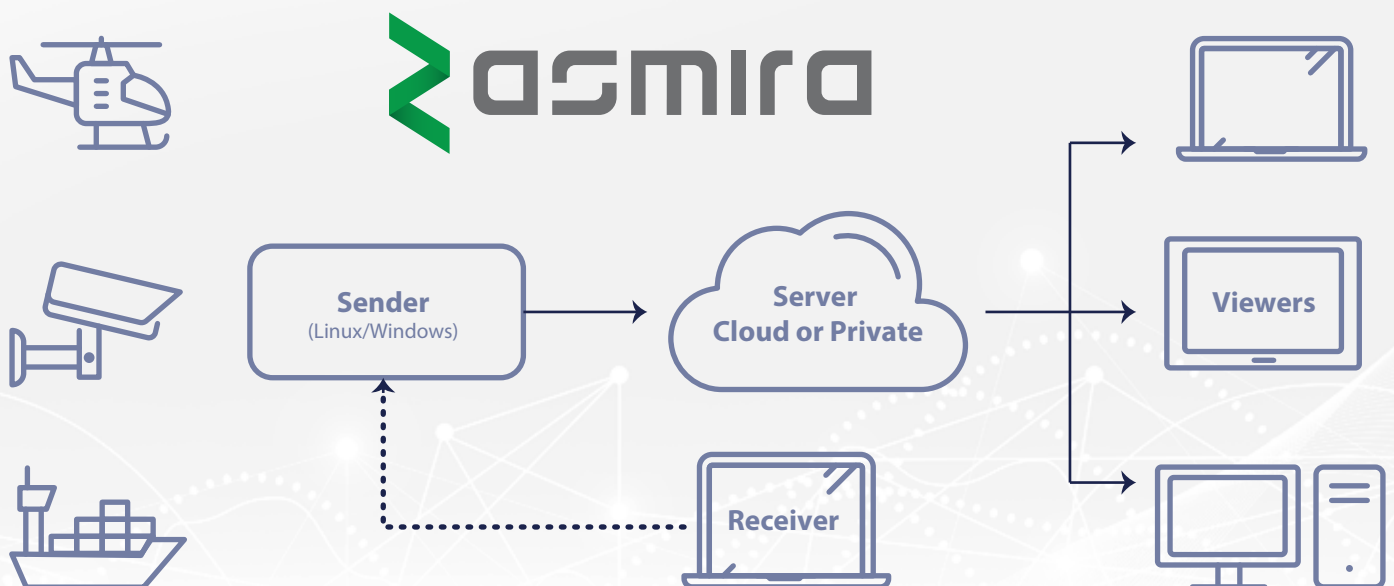 asmira
Sender
(Linux/Windows)
Server
Cloud or Private
Viewers
Receiver